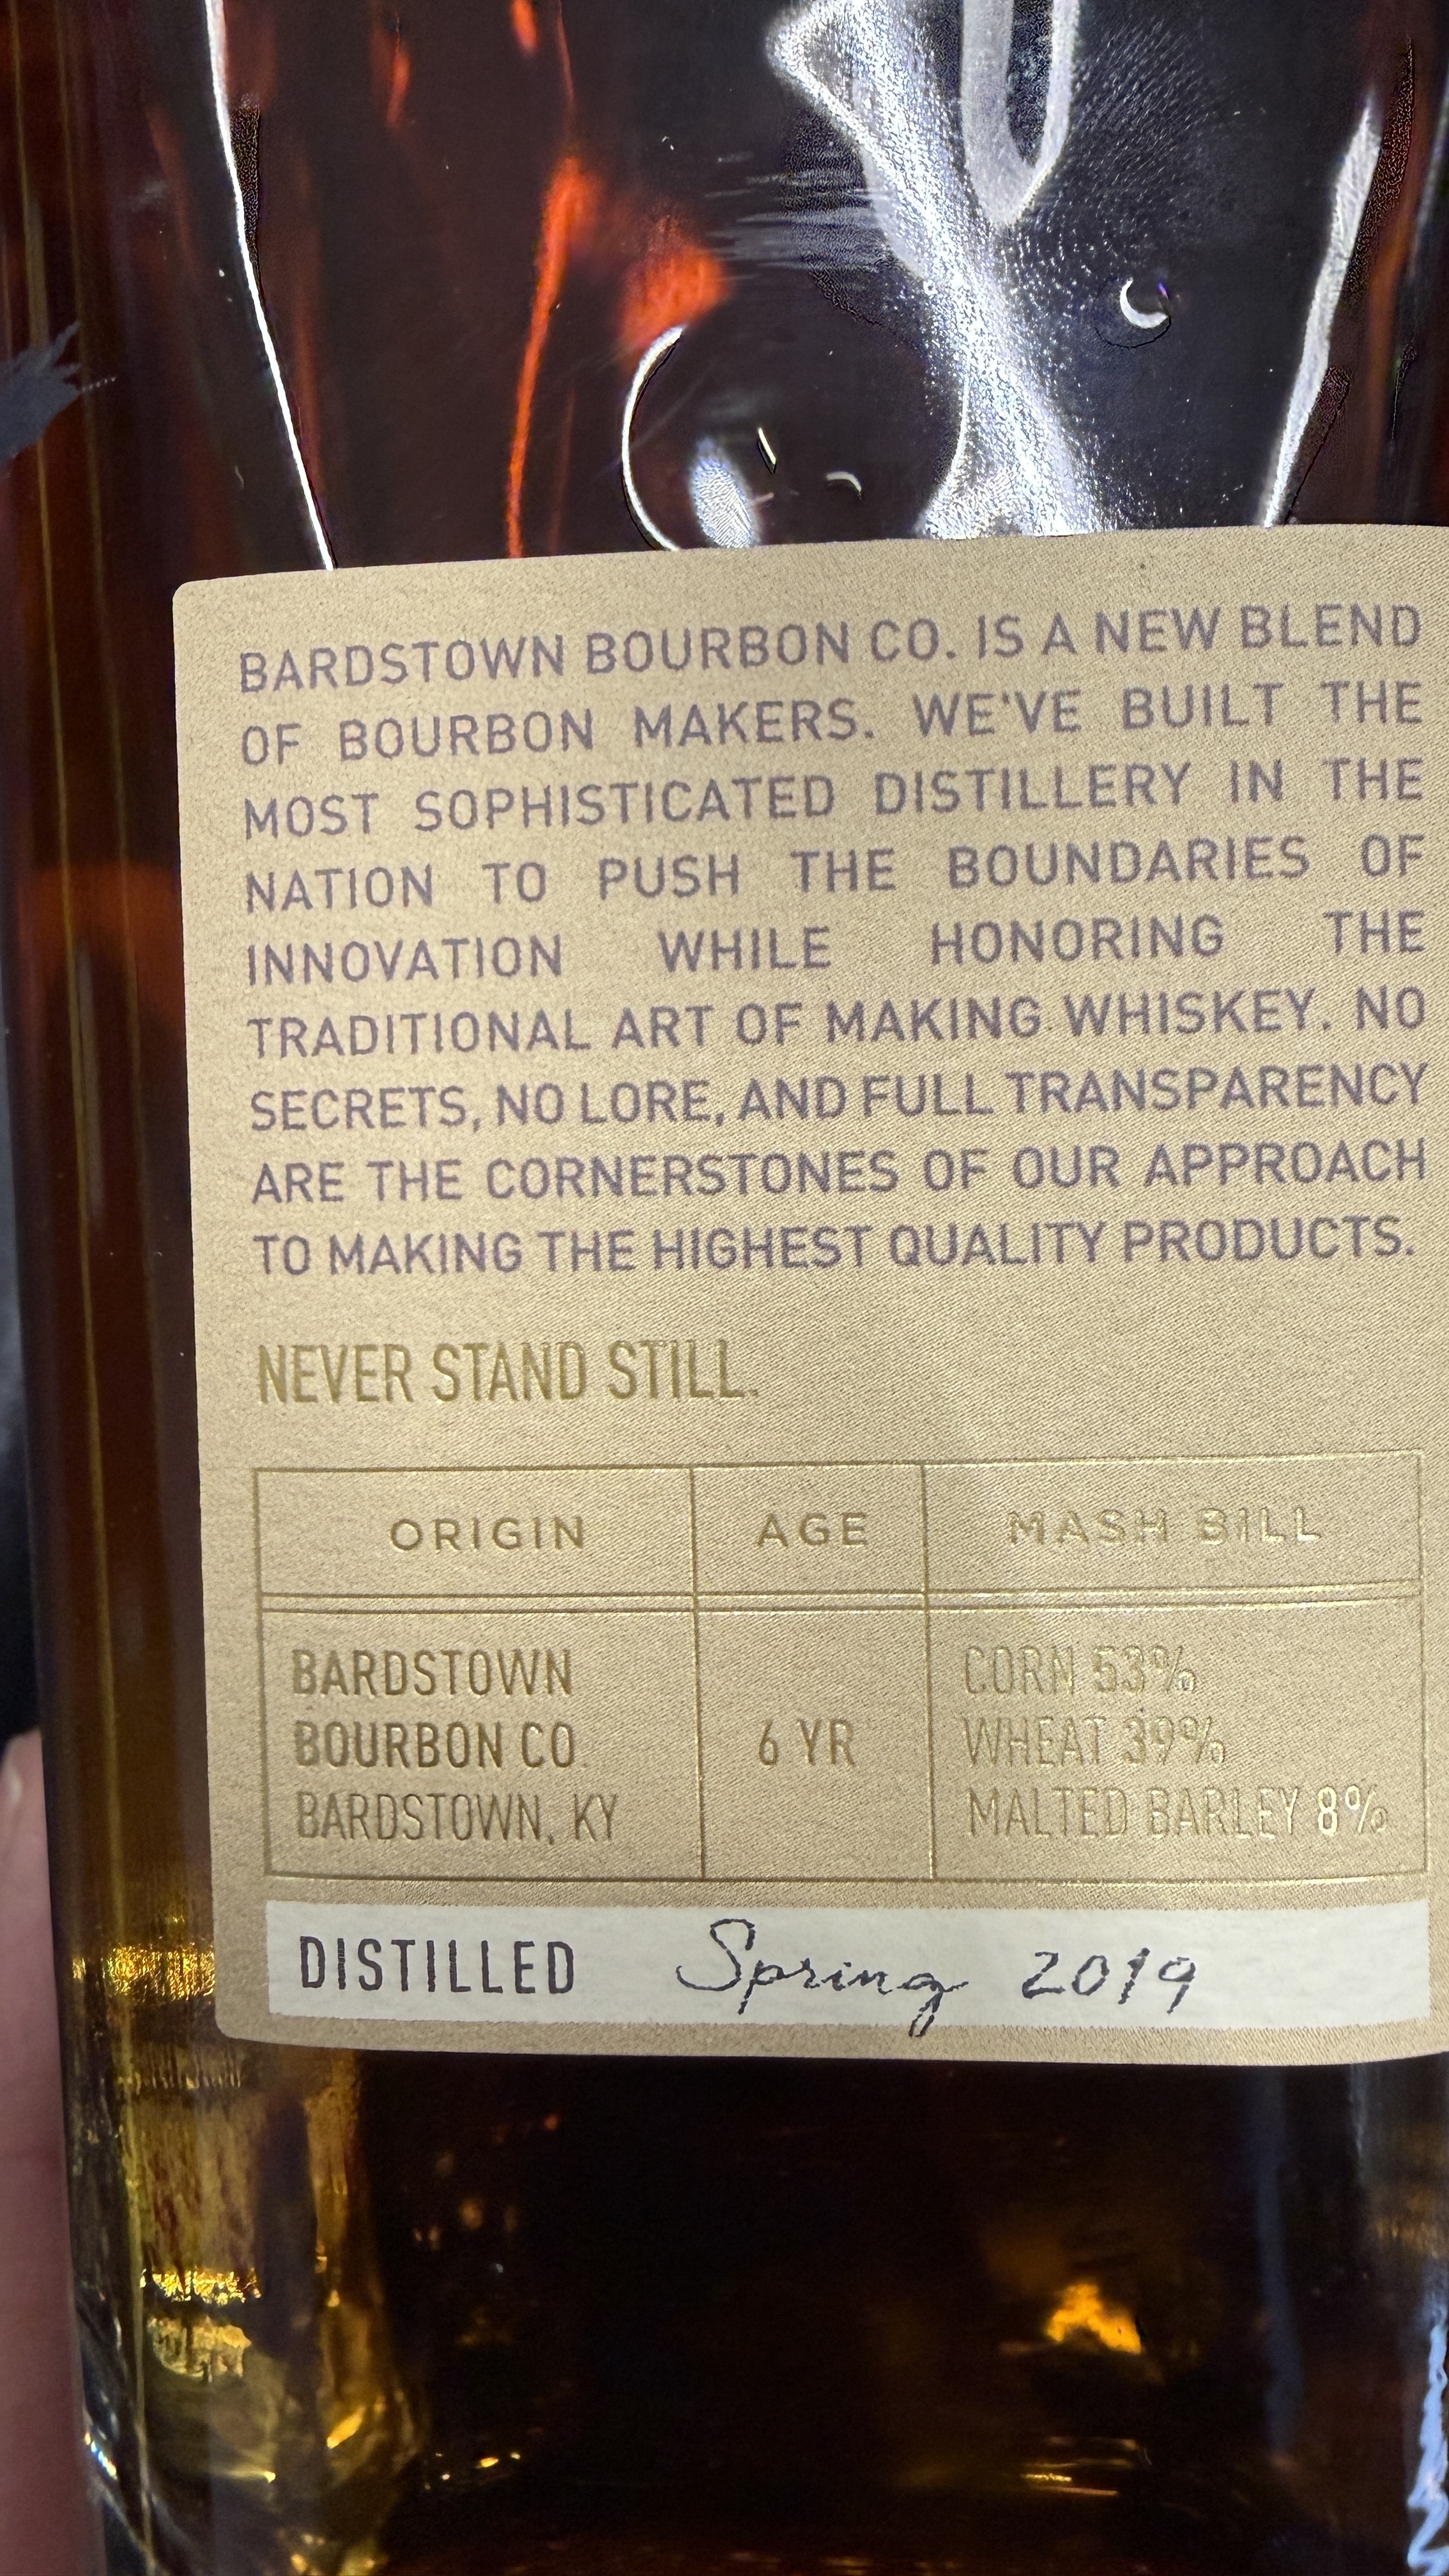 BARDSTOWN BOURBON CO. IS A NEW BLEND
OF BOURBON MAKERS. WE'VE BUILT THE
MOST SOPHISTICATED DISTILLERY IN THE
NATION TO PUSH THE BOUNDARIES OF
INNOVATION WHILE HONORING THE
TRADITIONAL ART OF MAKING WHISKEY. NO
SECRETS, NO LORE, AND FULL TRANSPARENCY
ARE THE CORNERSTONES OF OUR APPROACH
TO MAKING THE HIGHEST QUALITY PRODUCTS.
NEVER STAND STILL.
ORIGIN AGE MASH BILL
BARDSTOWN CORN 53%
BOURBON CO. 6 YR WHEAT 39%
BARDSTOWN, KY MALTED BARLEY 8%
DISTILLED Spring 2019